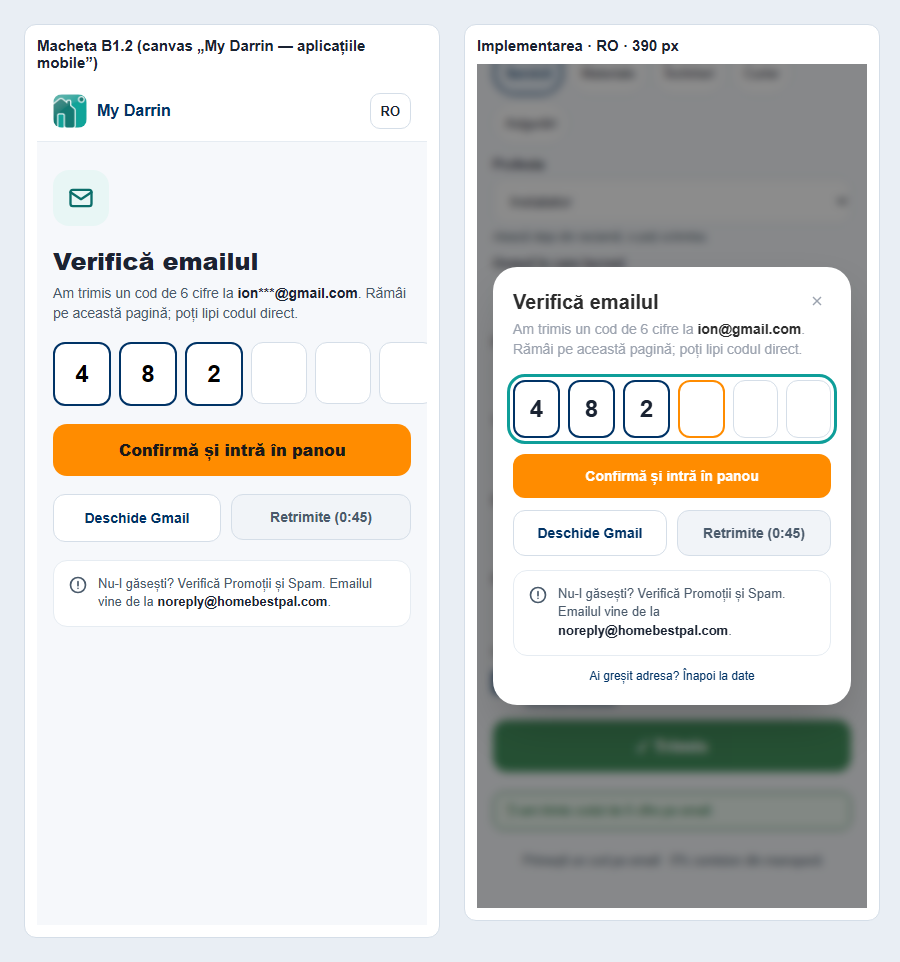 Macheta B1.2 (canvas „My Darrin — aplicațiile
mobile”)
My Darrin
RO
Verifică emailul
Am trimis un cod de 6 cifre la ion***@gmail.com. Rămâi
pe această pagină; poți lipi codul direct.
4 8 2
Confirmă și intră în panou
Deschide Gmail
Retrimite (0:45)
Nu-l găsești? Verifică Promoții și Spam. Emailul
vine de la noreply@homebestpal.com.
Implementarea · RO · 390 px
Verifică emailul
×
Am trimis un cod de 6 cifre la ion@gmail.com.
Rămâi pe această pagină; poți lipi codul direct.
4 8 2
Confirmă și intră în panou
Deschide Gmail
Retrimite (0:45)
Nu-l găsești? Verifică Promoții și Spam.
Emailul vine de la
noreply@homebestpal.com.
Ai greșit adresa? Înapoi la date